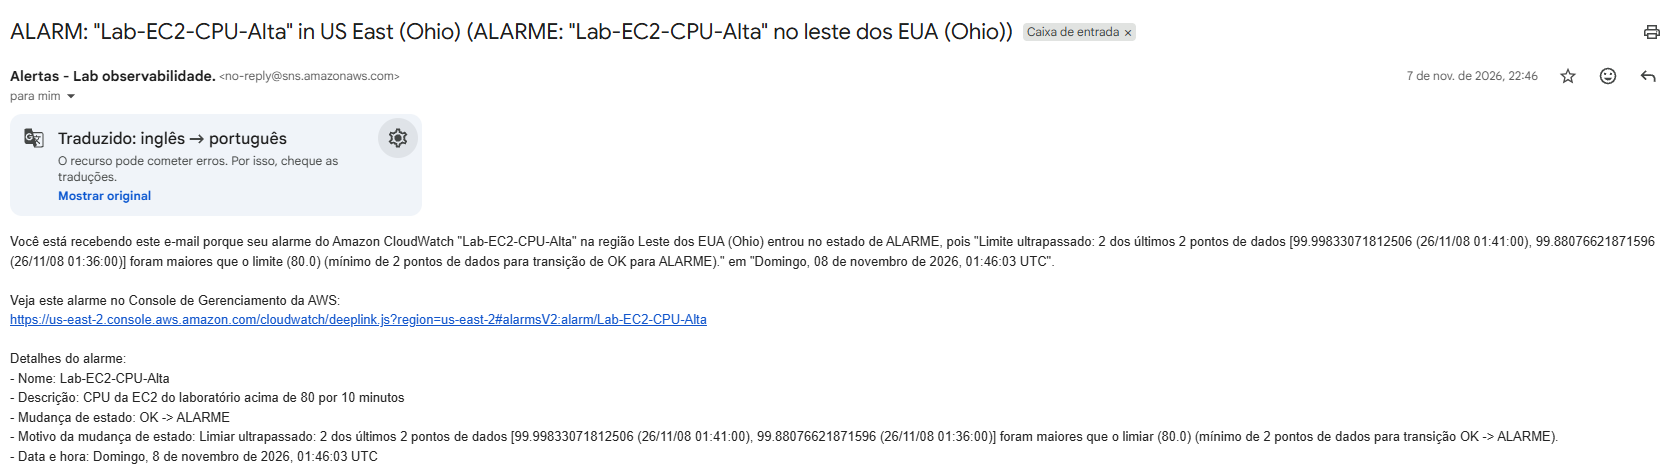 ALARM: "Lab-EC2-CPU-Alta" in US East (Ohio) (ALARME: "Lab-EC2-CPU-Alta" no leste dos EUA (Ohio)) Caixa de entrada ×
Alertas - Lab observabilidade. <no-reply@sns.amazonaws.com> 7 de nov. de 2026, 22:46
para mim
Traduzido: inglês → português
O recurso pode cometer erros. Por isso, cheque as
traduções.
Mostrar original
Você está recebendo este e-mail porque seu alarme do Amazon CloudWatch "Lab-EC2-CPU-Alta" na região Leste dos EUA (Ohio) entrou no estado de ALARME, pois "Limite ultrapassado: 2 dos últimos 2 pontos de dados [99.99833071812506 (26/11/08 01:41:00), 99.88076621871596
(26/11/08 01:36:00)] foram maiores que o limite (80.0) (mínimo de 2 pontos de dados para transição de OK para ALARME)." em "Domingo, 08 de novembro de 2026, 01:46:03 UTC".
Veja este alarme no Console de Gerenciamento da AWS:
https://us-east-2.console.aws.amazon.com/cloudwatch/deeplink.js?region=us-east-2#alarmsV2:alarm/Lab-EC2-CPU-Alta
Detalhes do alarme:
- Nome: Lab-EC2-CPU-Alta
- Descrição: CPU da EC2 do laboratório acima de 80 por 10 minutos
- Mudança de estado: OK -> ALARME
- Motivo da mudança de estado: Limiar ultrapassado: 2 dos últimos 2 pontos de dados [99.99833071812506 (26/11/08 01:41:00), 99.88076621871596 (26/11/08 01:36:00)] foram maiores que o limiar (80.0) (mínimo de 2 pontos de dados para transição OK -> ALARME).
- Data e hora: Domingo, 8 de novembro de 2026, 01:46:03 UTC